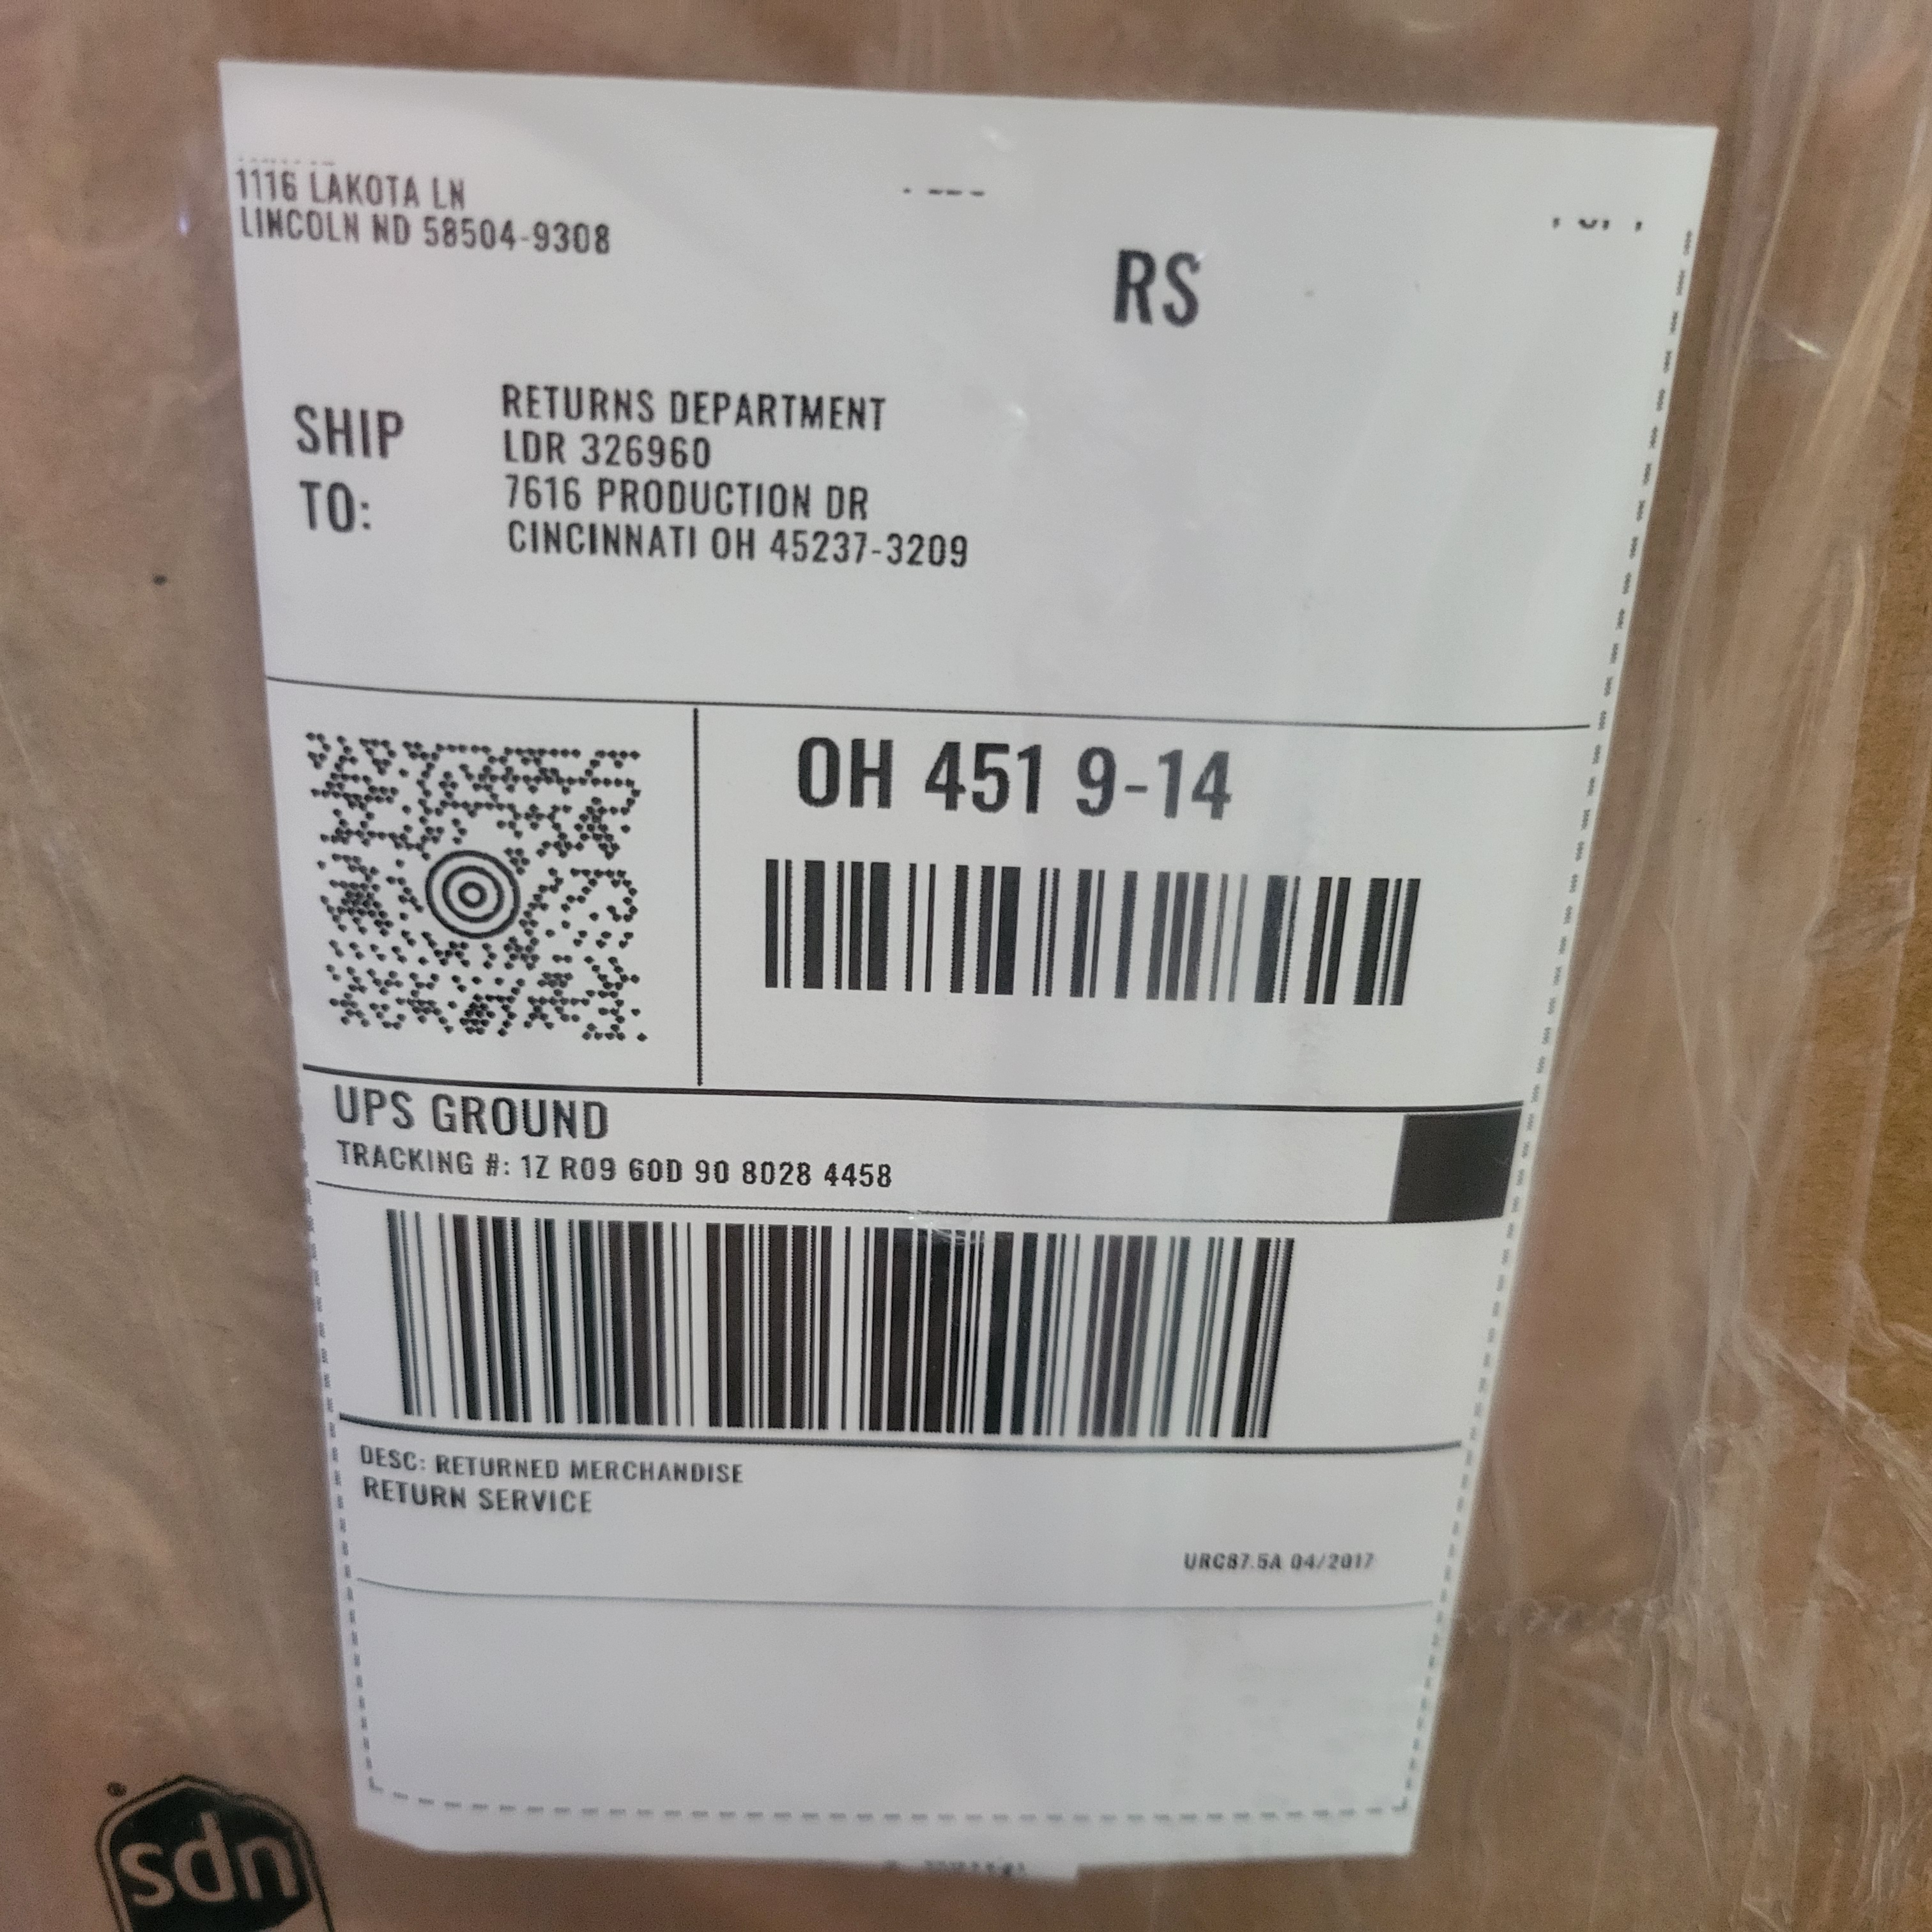 1116 LAKOTA LN
LINCOLN ND 58504-9308
RS
SHIP TO:
RETURNS DEPARTMENT
LDR 326960
7616 PRODUCTION DR
CINCINNATI OH 45237-3209
OH 451 9-14
UPS GROUND
TRACKING #: 1Z R09 60D 90 8028 4458
DESC: RETURNED MERCHANDISE
RETURN SERVICE
URC87.5A 04/2017
sdn
®